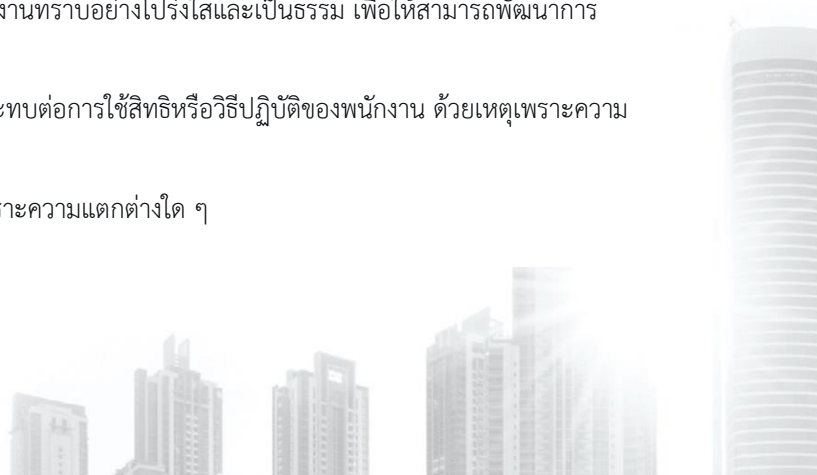 งานทราบอย่างโปร่งใสและเป็นธรรม เพื่อให้สามารถพัฒนาการ
ะทบต่อการใช้สิทธิหรือวิธีปฏิบัติของพนักงาน ด้วยเหตุเพราะความ
ราะความแตกต่างใด ๆ